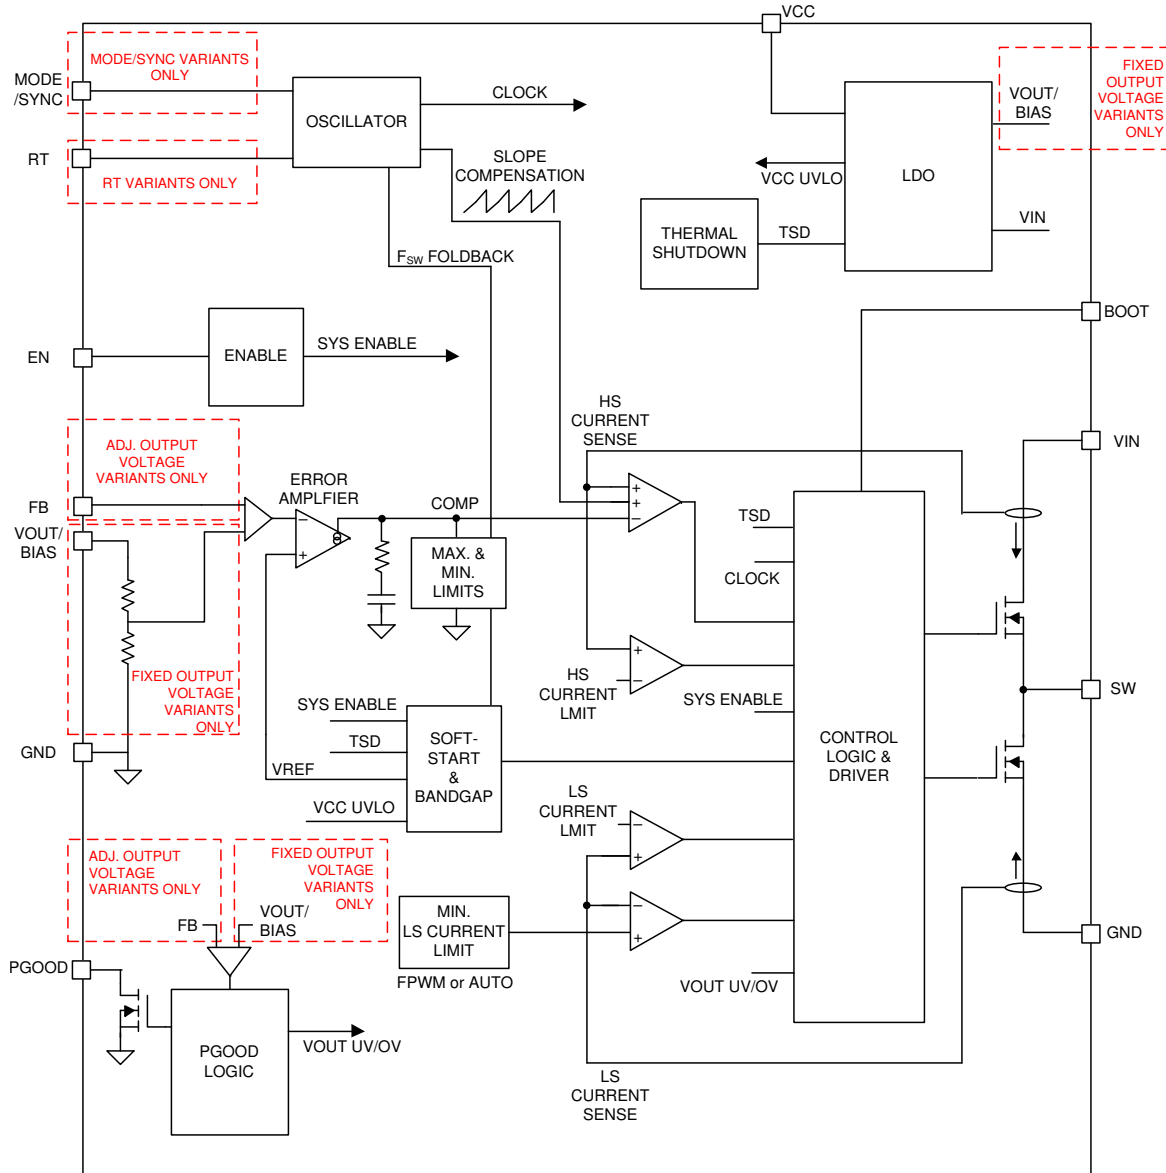 VCC
MODE/SYNC VARIANTS
ONLY
MODE
/SYNC
OSCILLATOR
CLOCK
FIXED
OUTPUT
VOLTAGE
VARIANTS
ONLY
VOUT/
BIAS
RT
RT VARIANTS ONLY
SLOPE
COMPENSATION
VCC UVLO
LDO
VIN
THERMAL
SHUTDOWN
TSD
FSW FOLDBACK
BOOT
EN
ENABLE
SYS ENABLE
HS
CURRENT
SENSE
VIN
ADJ. OUTPUT
VOLTAGE
VARIANTS ONLY
FB
VOUT/
BIAS
ERROR
AMPLFIER
−
+
COMP
+
+
−
MAX. & 
MIN.
LIMITS
TSD
CLOCK
FIXED OUTPUT
VOLTAGE
VARIANTS
ONLY
+
−
HS
CURRENT
LMIT
SYS ENABLE
SW
GND
SYS ENABLE
TSD
VREF
VCC UVLO
SOFT-
START
&
BANDGAP
CONTROL
LOGIC &
DRIVER
LS
CURRENT
LMIT
−
+
ADJ. OUTPUT
VOLTAGE
VARIANTS ONLY
FIXED OUTPUT
VOLTAGE
VARIANTS
ONLY
FB
VOUT/
BIAS
MIN.
LS CURRENT
LIMIT
FPWM or AUTO
−
+
GND
PGOOD
VOUT UV/OV
PGOOD
LOGIC
VOUT UV/OV
LS
CURRENT
SENSE